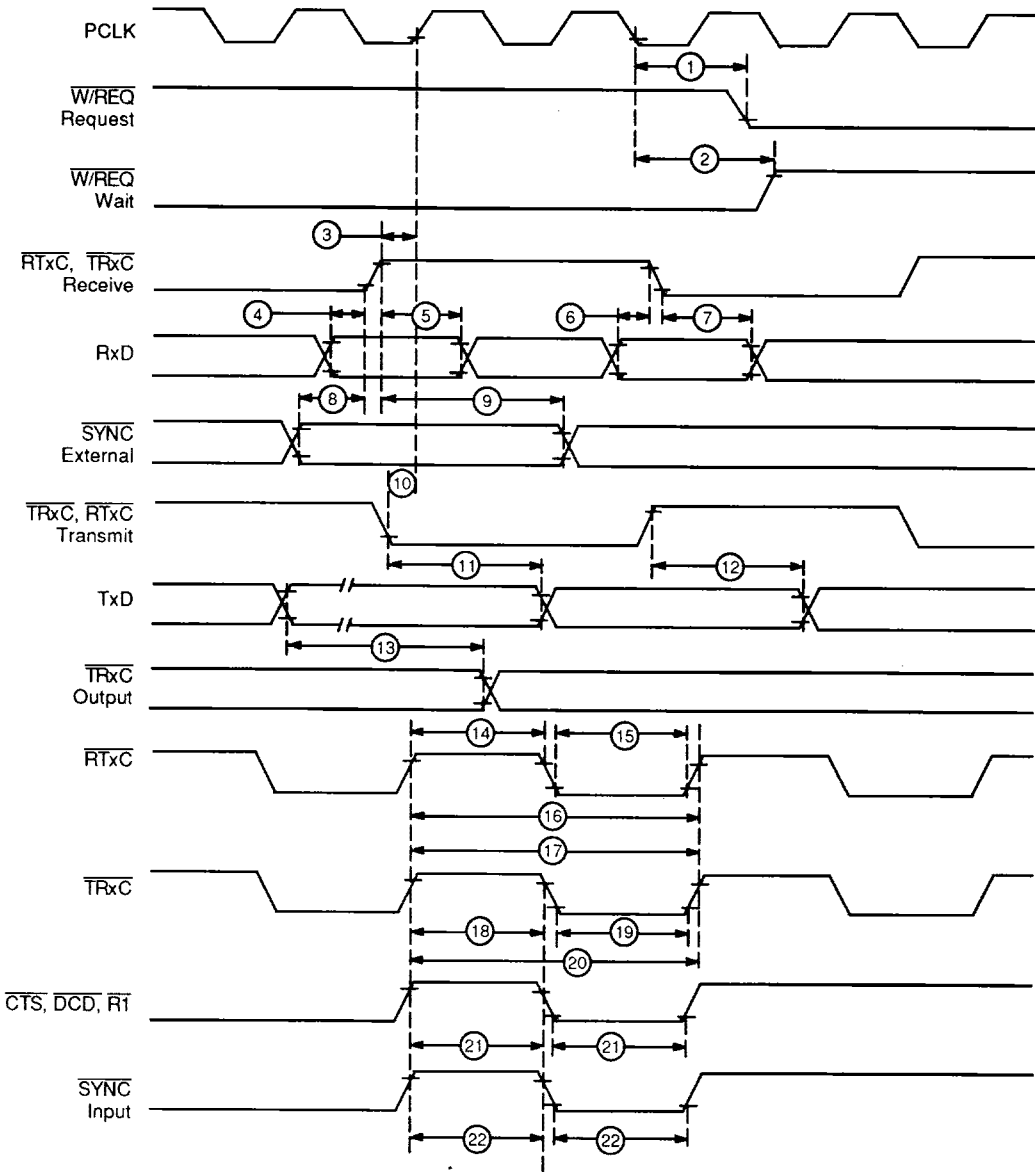 PCLK
1
W/REQ
Request
2
W/REQ
Wait
3
RTxC, TRxC
Receive
4
5
6
7
RxD
8
9
SYNC
External
10
TRxC, RTxC
Transmit
11
12
TxD
13
TRxC
Output
14
15
RTxC
16
17
TRxC
18
19
20
CTS, DCD, R1
21
21
SYNC
Input
22
22